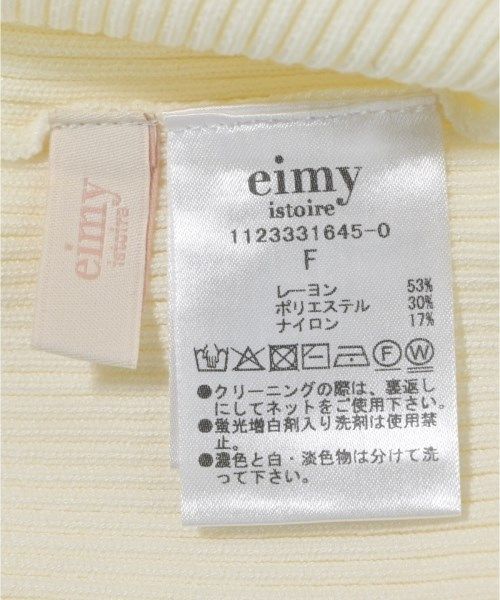 eimy
istoire
eimy
istoire
1123331645-0
F
レーヨン 53%
ポリエステル 30%
ナイロン 17%
F W
●クリーニングの際は、裏返し
にしてネットをご使用下さい。
●蛍光増白剤入り洗剤は使用禁
止。
●濃色と白・淡色物は分けて洗
って下さい。